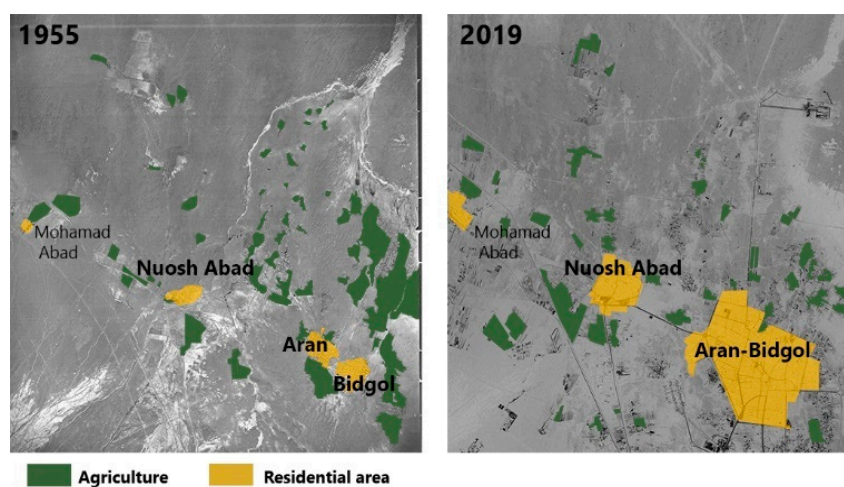 1955
2019
Mohamad
Abad
Nuosh Abad
Aran
Bidgol
Mohamad
Abad
Nuosh Abad
Aran-Bidgol
Agriculture
Residential area